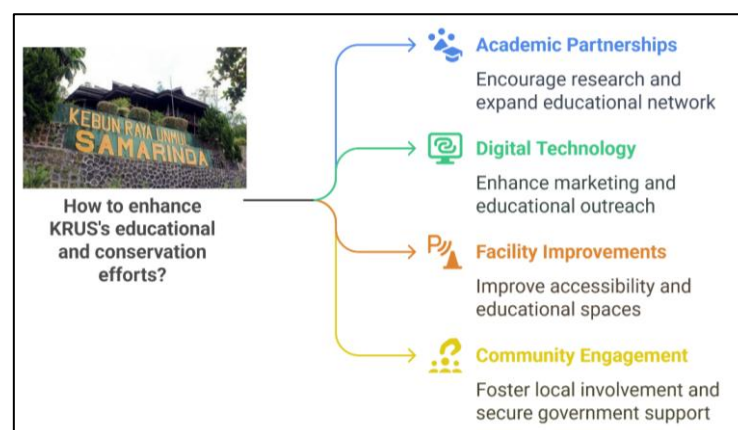 KEBUN RAYA UNMUL
SAMARINDA
How to enhance
KRUS's educational
and conservation
efforts?
Academic Partnerships
Encourage research and
expand educational network
Digital Technology
Enhance marketing and
educational outreach
P
Facility Improvements
Improve accessibility and
educational spaces
Community Engagement
Foster local involvement and
secure government support